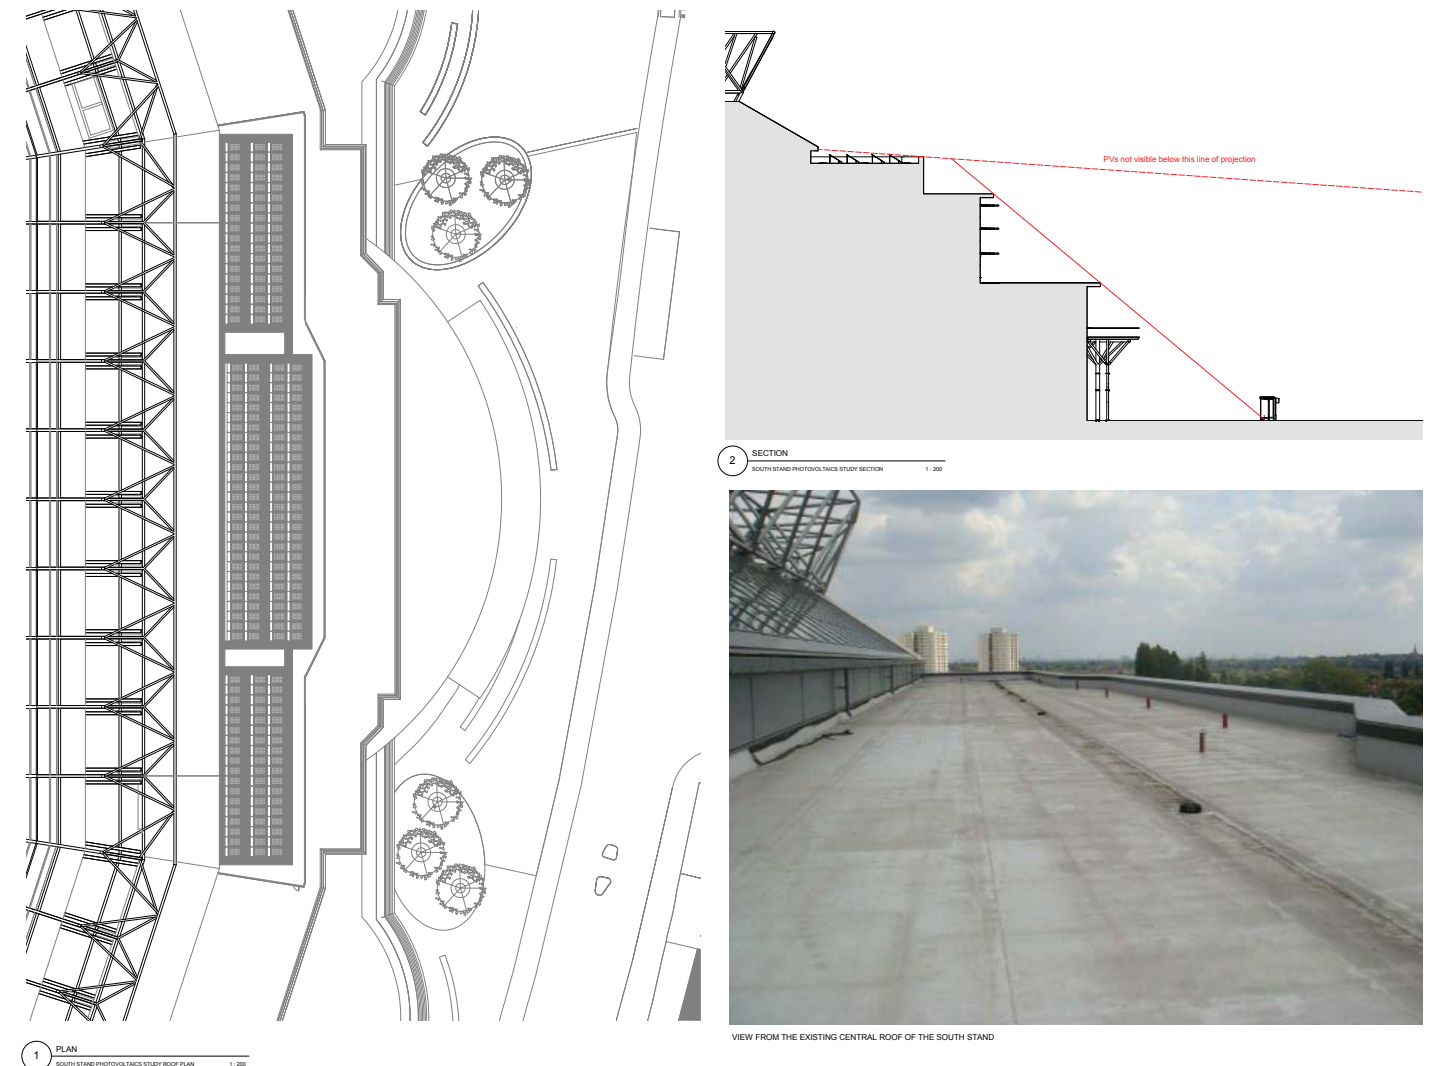 PVs not visible below this line of projection
2
SECTION
SOUTH STAND PHOTOVOLTAICS STUDY SECTION 1 : 200
VIEW FROM THE EXISTING CENTRAL ROOF OF THE SOUTH STAND
1
PLAN
SOUTH STAND PHOTOVOLTAICS STUDY ROOF PLAN 1 : 200